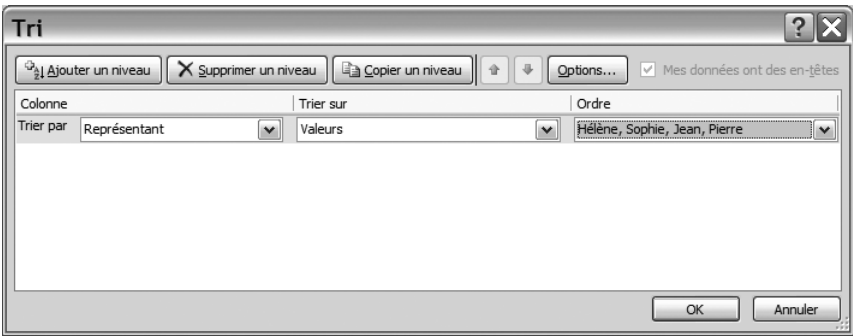 Tri
Ajouter un niveau Supprimer un niveau Copier un niveau Options... Mes données ont des en-têtes
Colonne Trier sur Ordre
Trier par Représentant Valeurs Hélène, Sophie, Jean, Pierre
OK Annuler